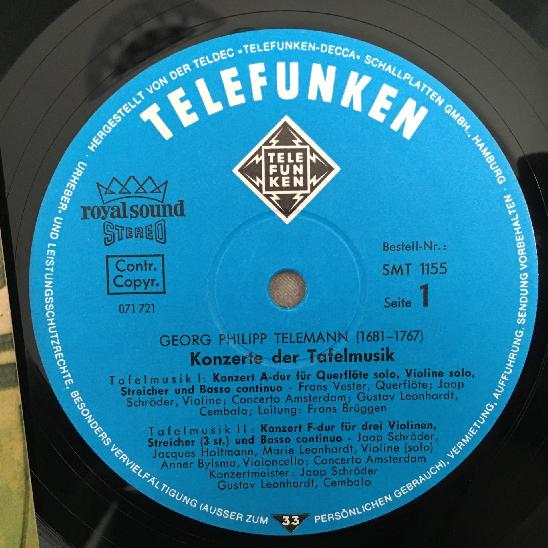 HERGESTELLT VON DER TELDEC »TELEFUNKEN-DECCA« SCHALLPLATTEN GMBH., HAMBURG ·
URHEBER- UND LEISTUNGSSCHUTZRECHTE, BESONDERS VERVIELFÄLTIGUNG (AUSSER ZUM PERSÖNLICHEN GEBRAUCH), VERMIETUNG, AUFFÜHRUNG, SENDUNG VORBEHALTEN ·
TELEFUNKEN
TELE
FUN
KEN
royal sound
STEREO
Contr.
Copyr.
071 721
Bestell-Nr.:
SMT 1155
Seite 1
GEORG PHILIPP TELEMANN (1681-1767)
Konzerte der Tafelmusik
Tafelmusik I: Konzert A-dur für Querflöte solo, Violine solo,
Streicher und Basso continuo - Frans Vester, Querflöte; Jaap
Schröder, Violine; Concerto Amsterdam; Gustav Leonhardt,
Cembalo; Leitung: Frans Brüggen
Tafelmusik II: Konzert F-dur für drei Violinen,
Streicher (3 st.) und Basso continuo - Jaap Schröder,
Jacques Holtmann, Marie Leonhardt, Violine (solo)
Anner Bylsma, Violoncello; Concerto Amsterdam
Konzertmeister: Jaap Schröder
Gustav Leonhardt, Cembalo
33